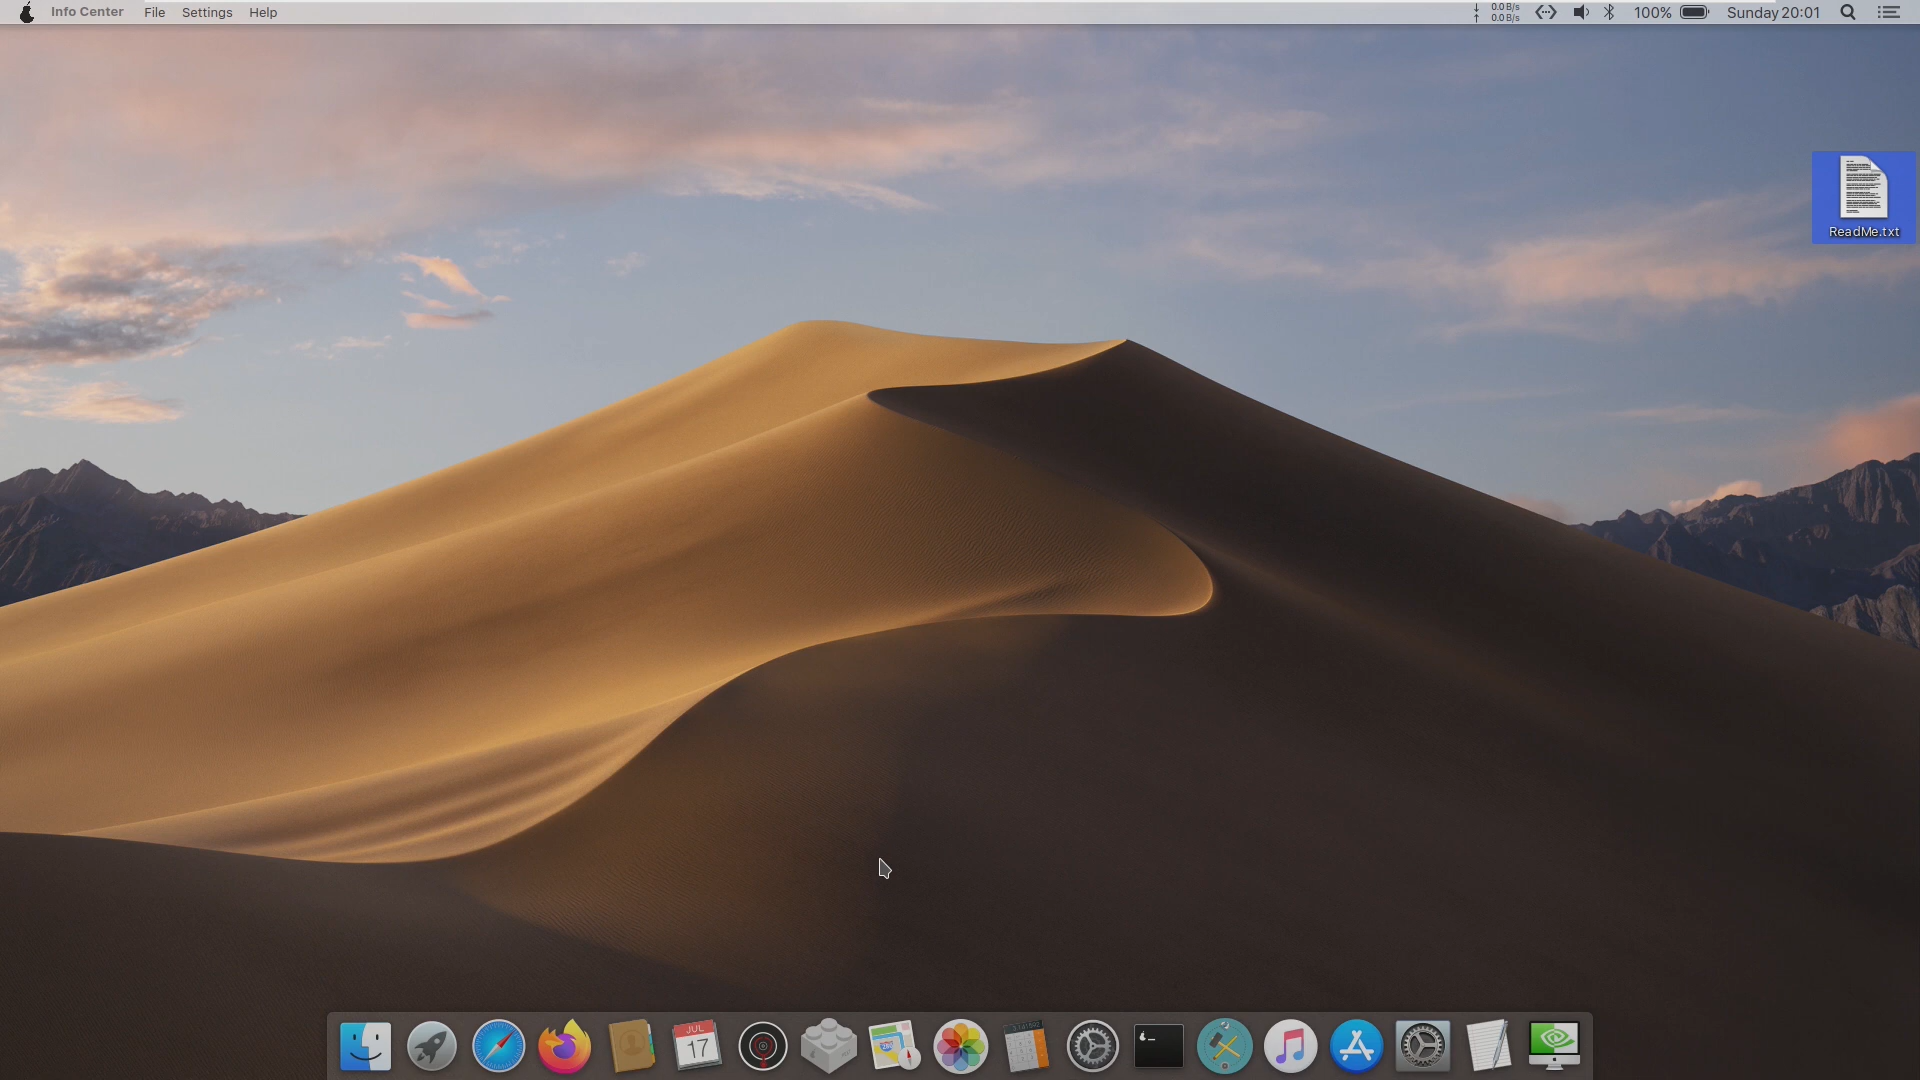 Info Center File Settings Help
0.0 B/s
0.0 B/s
100% Sunday 20:01
ReadMe.txt
JUL
17